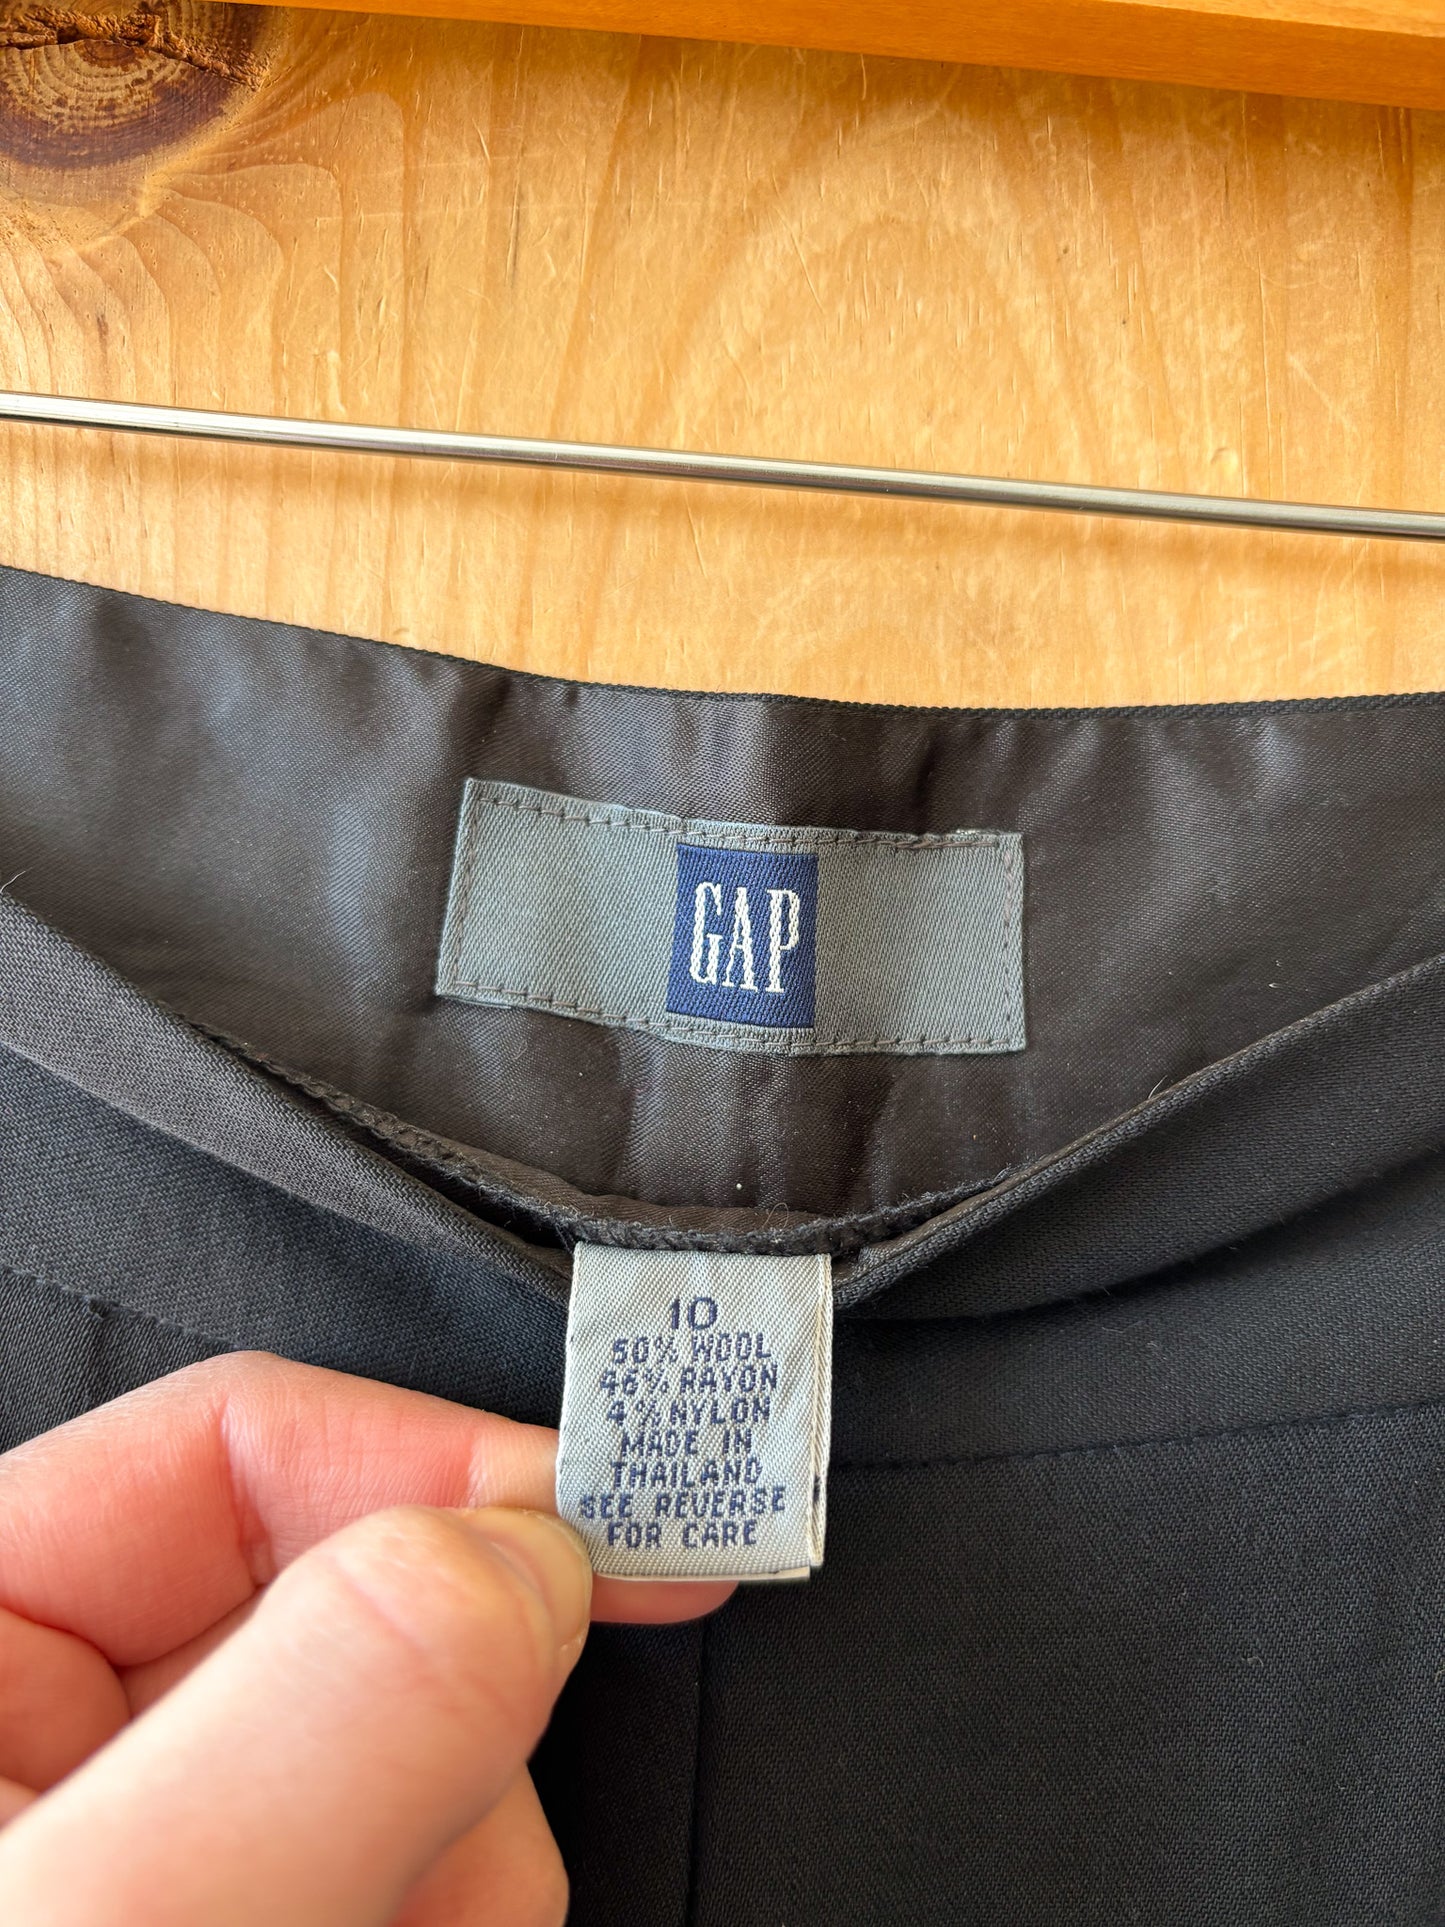 GAP
10
50% WOOL
46% RAYON
4% NYLON
MADE IN
THAILAND
SEE REVERSE
FOR CARE